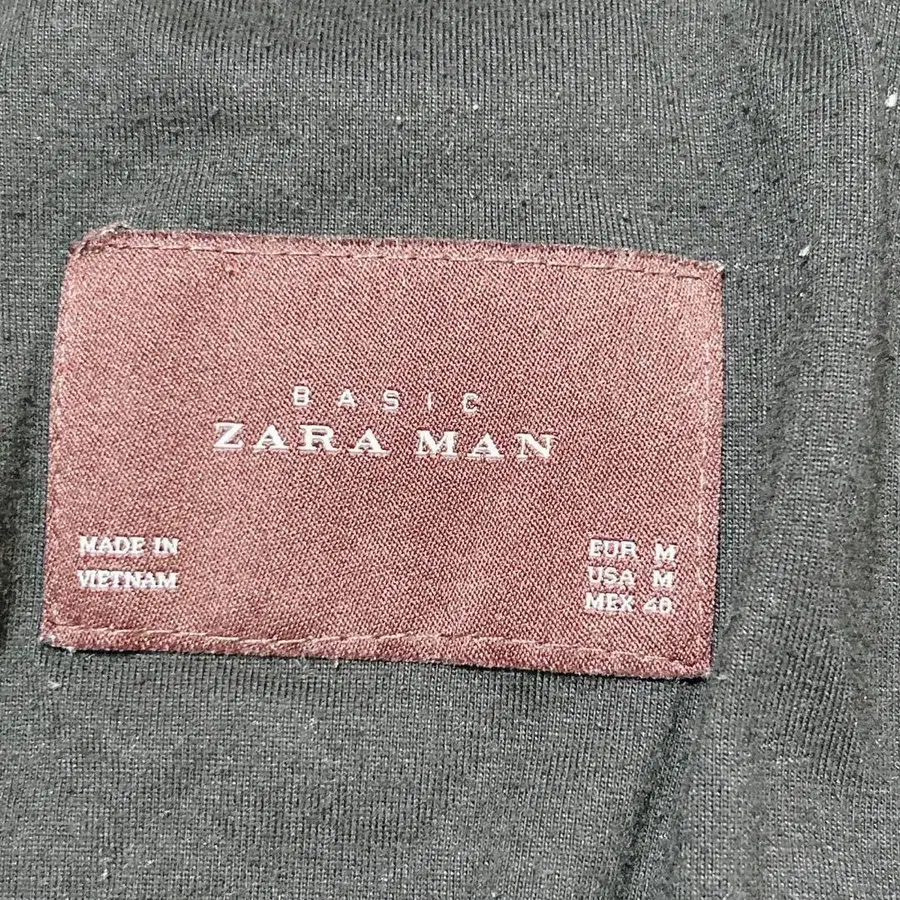 BASIC
ZARA MAN
MADE IN
VIETNAM
EUR M
USA M
MEX 40